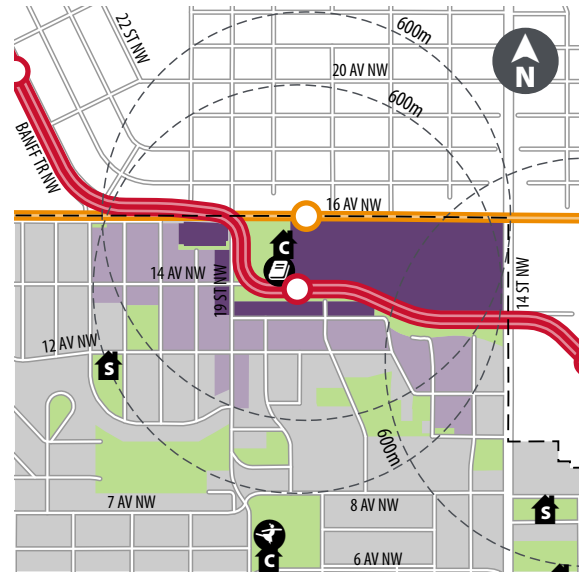 600m
22 ST NW
N
20 AV NW
600m
BANFF TR NW
16 AV NW
C
14 AV NW
19 ST NW
14 ST NW
12 AV NW
S
600m
7 AV NW
8 AV NW
S
C
6 AV NW